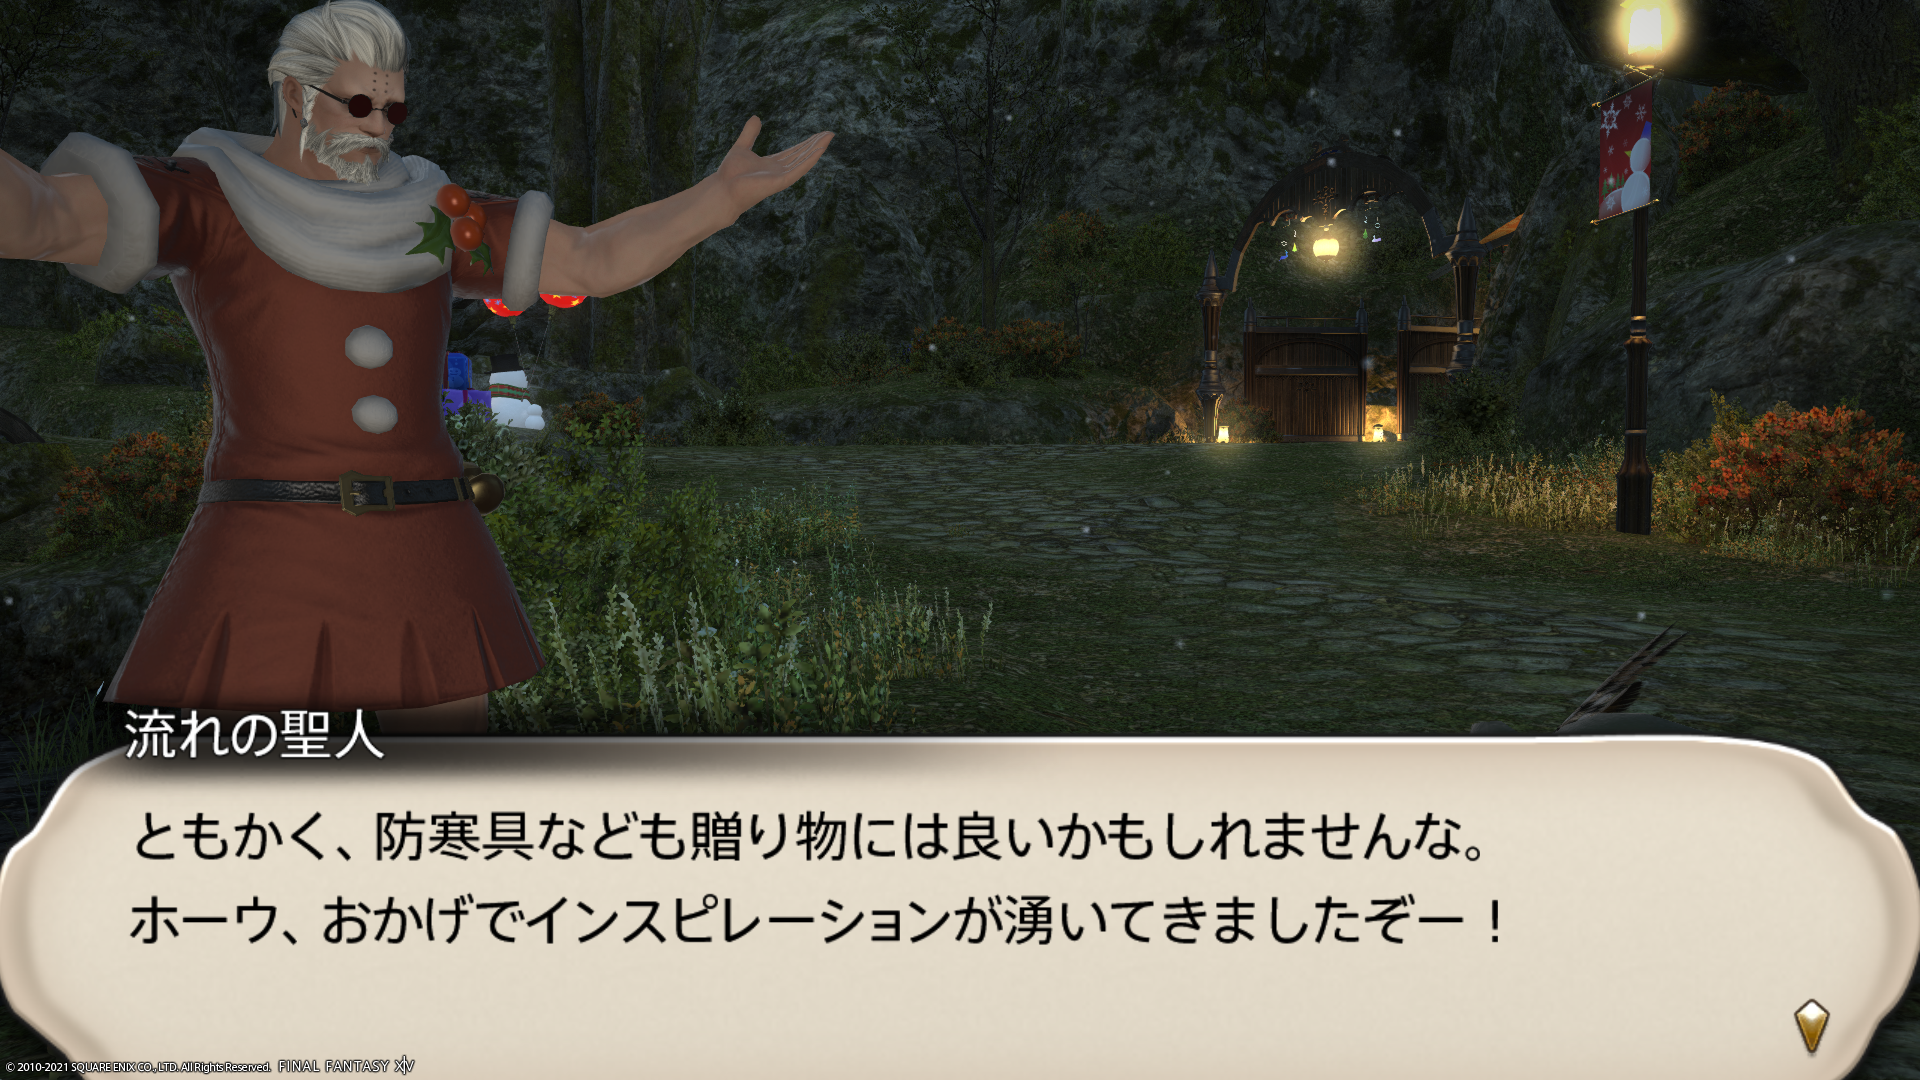 流れの聖人
ともかく、防寒具なども贈り物には良いかもしれませんな。
ホーウ、おかげでインスピレーションが湧いてきましたぞー！
© 2010-2021 SQUARE ENIX CO., LTD. All Rights Reserved. FINAL FANTASY XIV